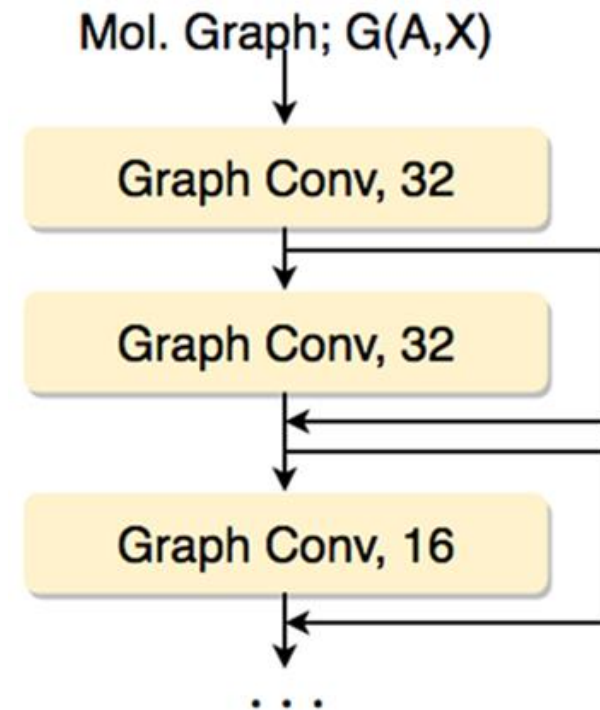 Mol. Graph; G(A,X)
Graph Conv, 32
Graph Conv, 32
Graph Conv, 16
. . .